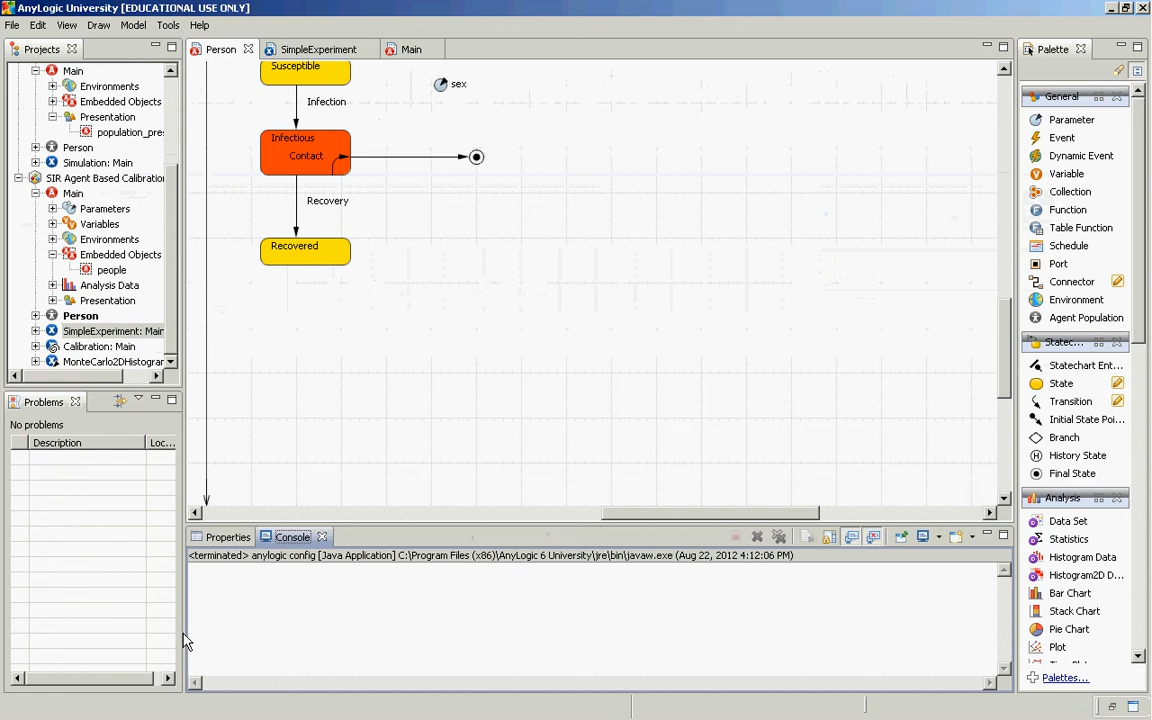 AnyLogic University [EDUCATIONAL USE ONLY]
File Edit View Draw Model Tools Help
Projects
Main
Environments
Embedded Objects
Presentation
population_pre
Person
Simulation: Main
SIR Agent Based Calibration
Main
Parameters
Variables
Environments
Embedded Objects
people
Analysis Data
Presentation
Person
SimpleExperiment: Main
Calibration: Main
MonteCarlo2DHistogram
Problems
No problems
Description Loc...
Person SimpleExperiment Main
Susceptible
sex
Infection
Infectious
Contact
Recovery
Recovered
Properties Console
<terminated> anylogic config [Java Application] C:\Program Files (x86)\AnyLogic 6 University\jre\bin\javaw.exe (Aug 22, 2012 4:12:06 PM)
Palette
General
Parameter
Event
Dynamic Event
Variable
Collection
Function
Table Function
Schedule
Port
Connector
Environment
Agent Population
Statec...
Statechart Ent...
State
Transition
Initial State Poi...
Branch
History State
Final State
Analysis
Data Set
Statistics
Histogram Data
Histogram2D D...
Bar Chart
Stack Chart
Pie Chart
Plot
Palettes...